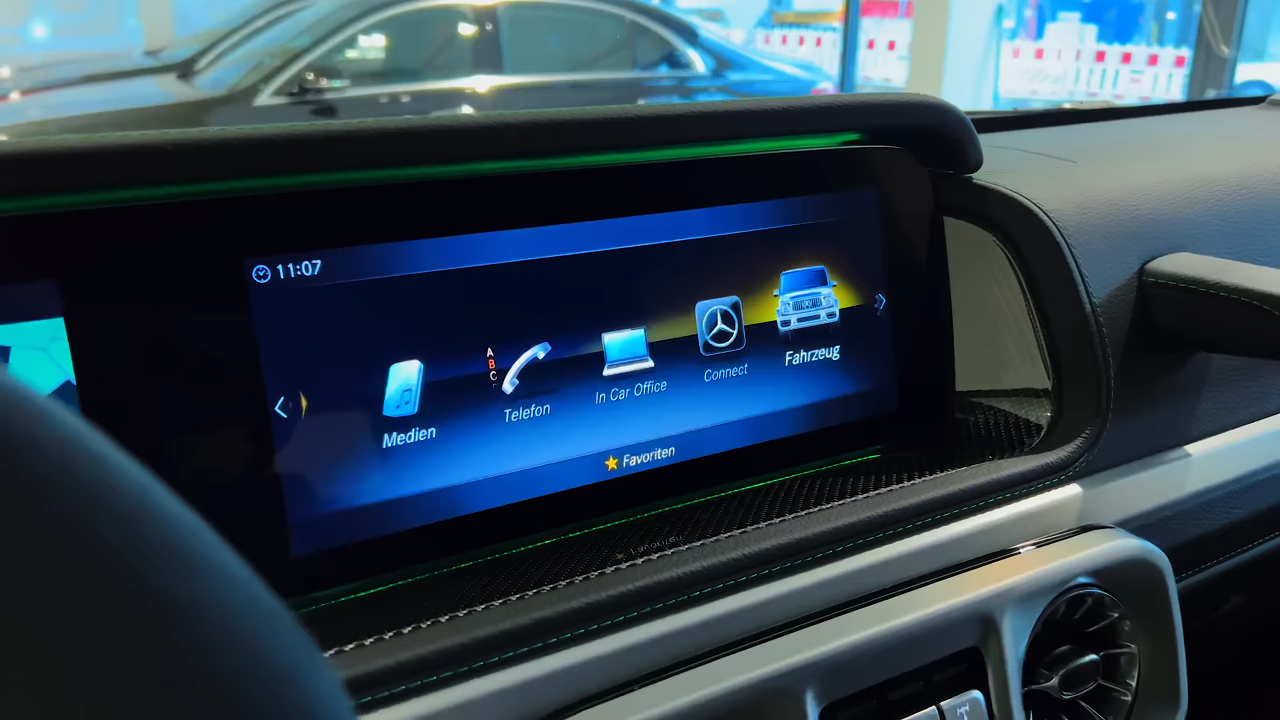 11:07
Medien
A
B
C
Telefon
In Car Office
Connect
Fahrzeug
Favoriten